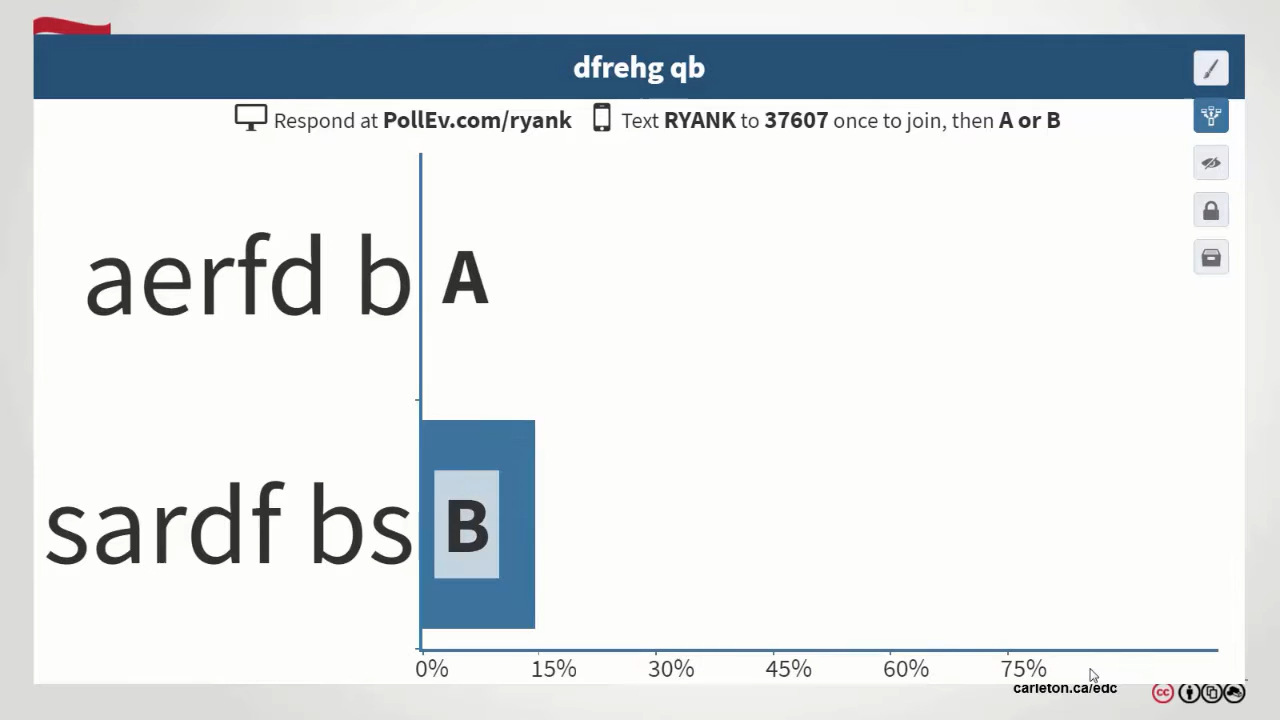 dfrehg qb
Respond at PollEv.com/ryank Text RYANK to 37607 once to join, then A or B
aerfd b A
sardf bs B
0% 15% 30% 45% 60% 75%
carleton.ca/edc
cc